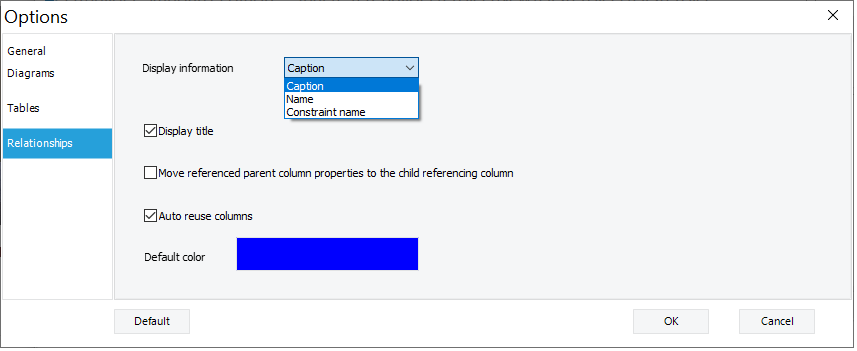 Options
General
Diagrams
Tables
Relationships
Display information
Caption
Caption
Name
Constraint name
Display title
Move referenced parent column properties to the child referencing column
Auto reuse columns
Default color
Default
OK
Cancel